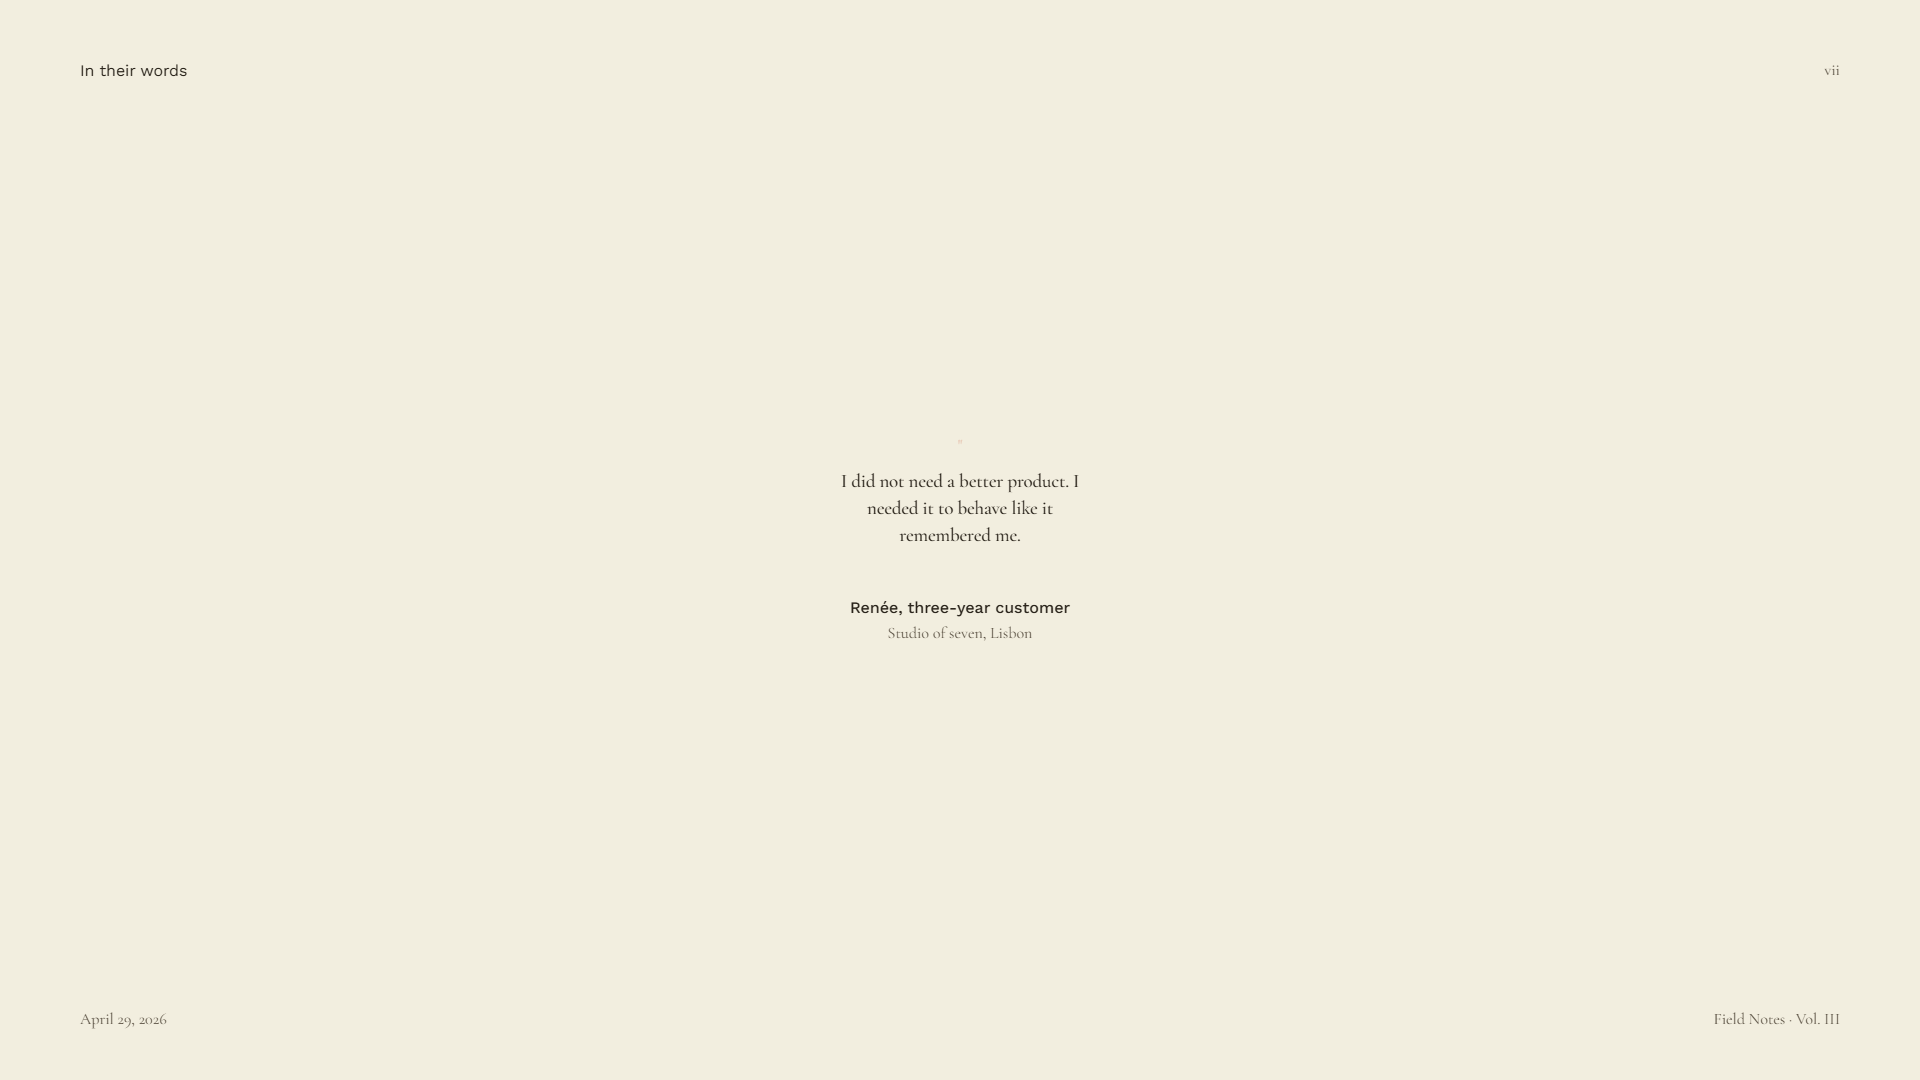 In their words
vii
I did not need a better product. I
needed it to behave like it
remembered me.
Renée, three-year customer
Studio of seven, Lisbon
April 29, 2026
Field Notes · Vol. III